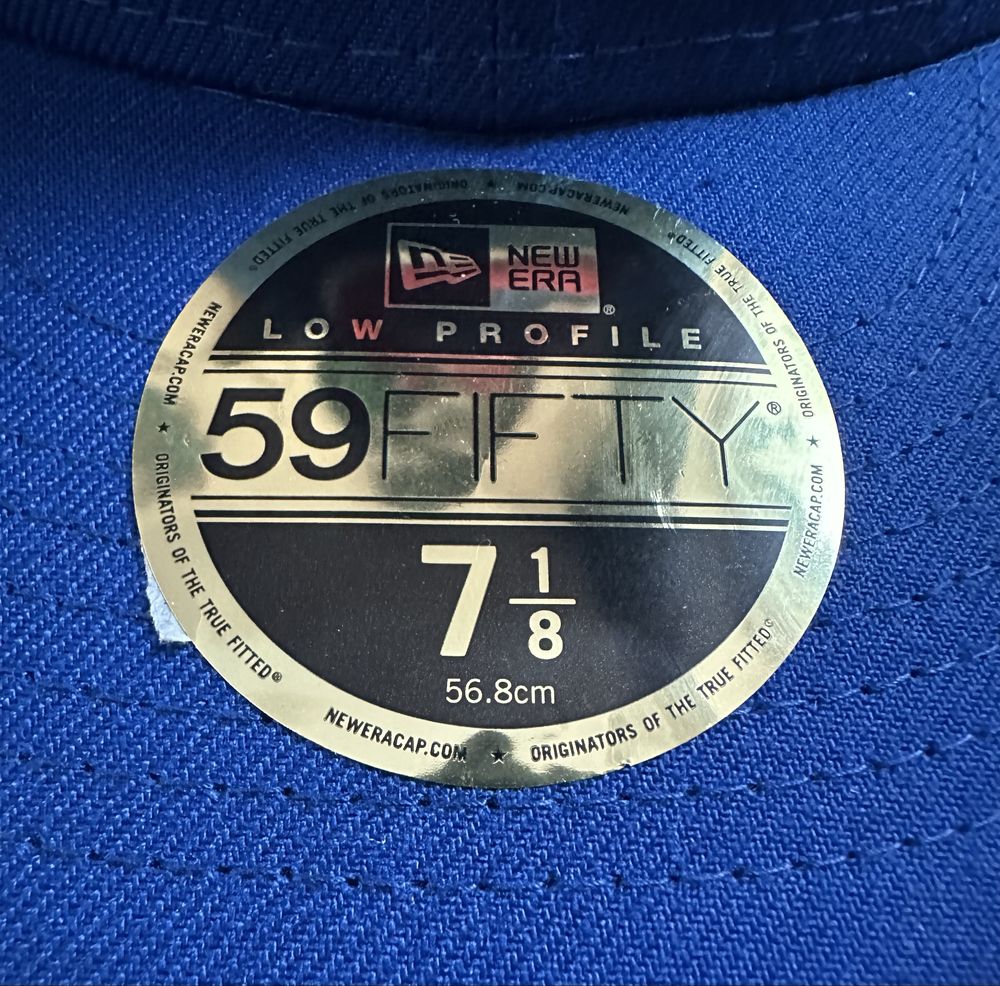 NEW
ERA®
LOW PROFILE
59FIFTY®
7 1/8
56.8cm
NEWERACAP.COM ★ ORIGINATORS OF THE TRUE FITTED®
NEWERACAP.COM ★ ORIGINATORS OF THE TRUE FITTED®
NEWERACAP.COM ★ ORIGINATORS OF THE TRUE FITTED®
NEWERACAP.COM ★ ORIGINATORS OF THE TRUE FITTED®